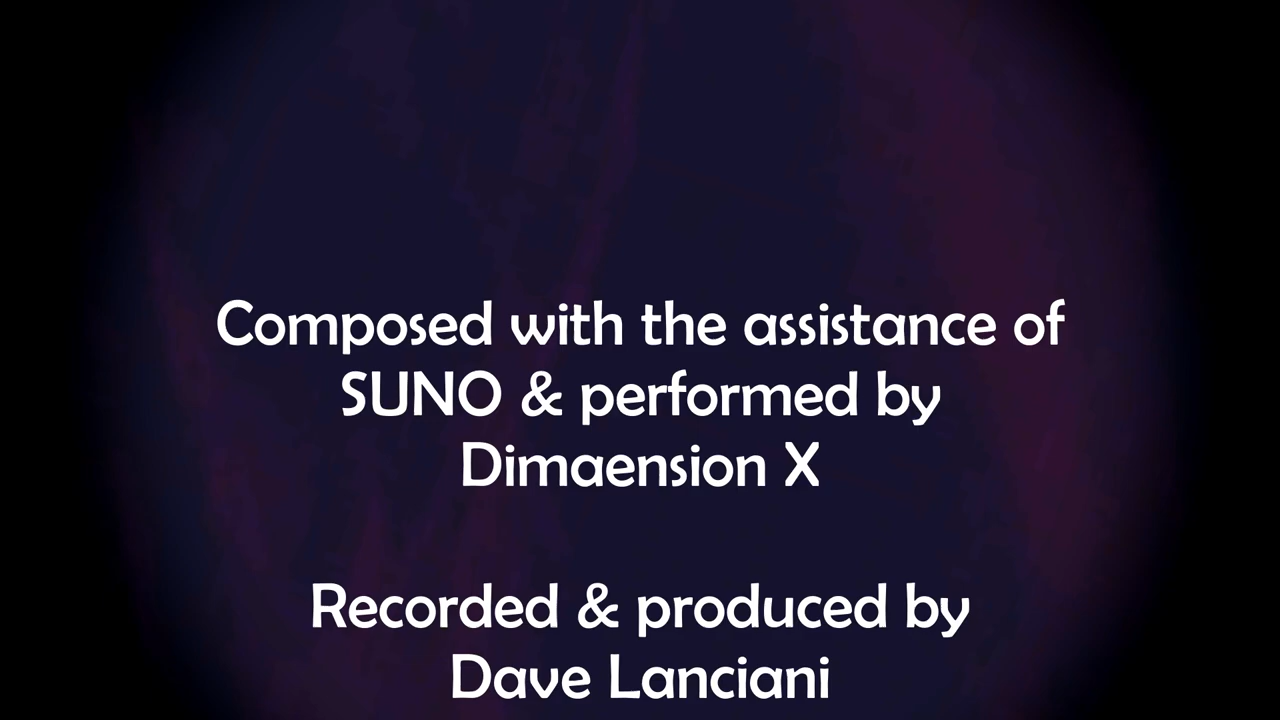 Composed with the assistance of
SUNO & performed by
Dimaension X
Recorded & produced by
Dave Lanciani